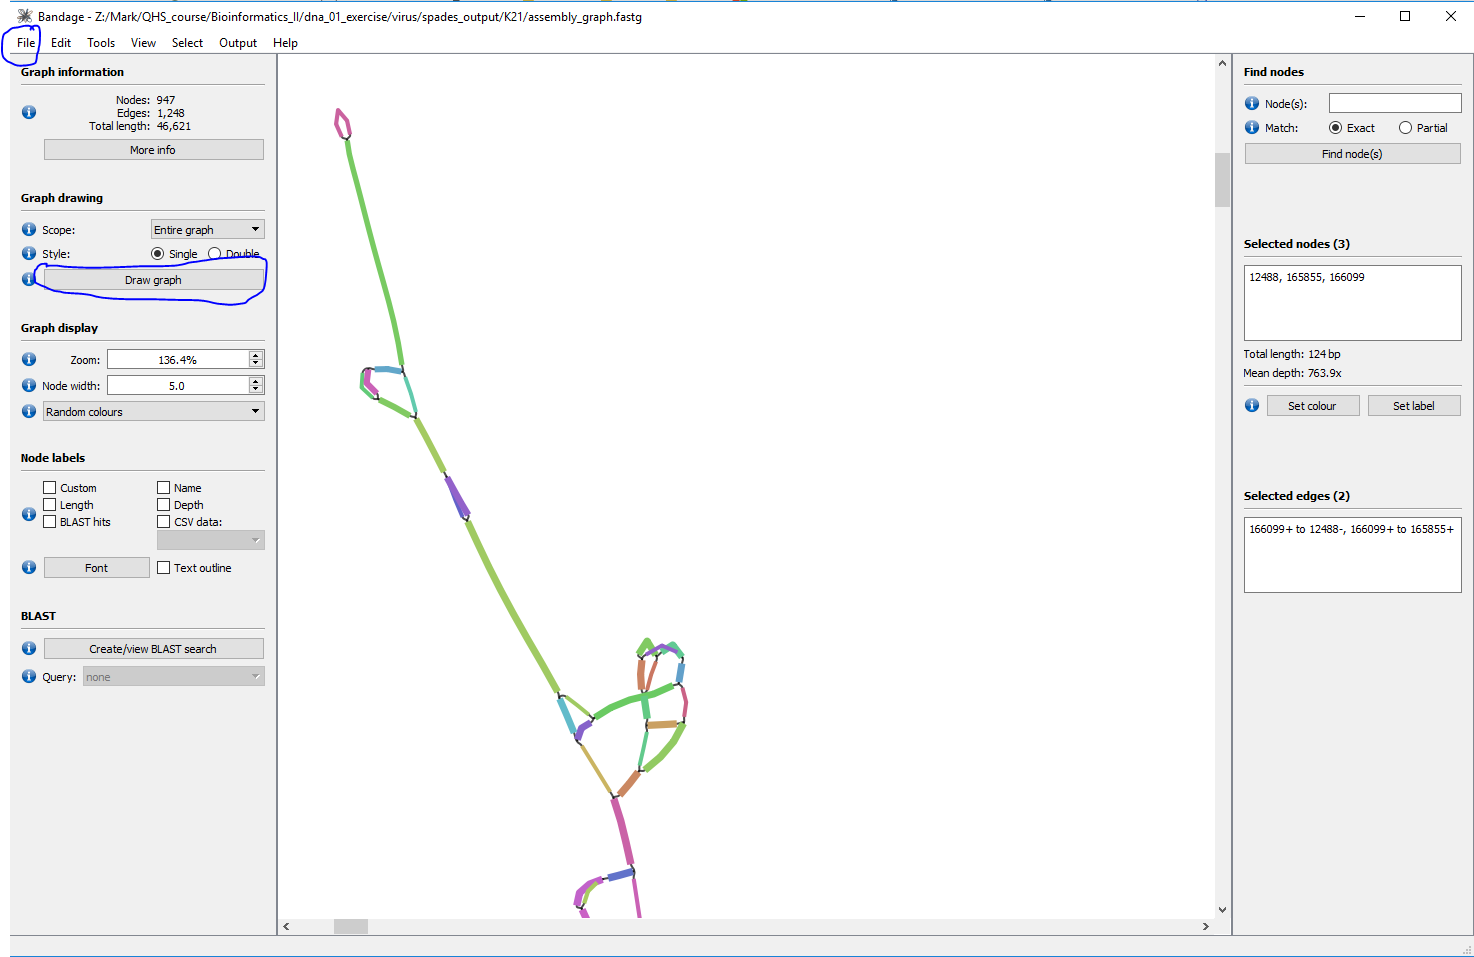 Bandage - Z:/Mark/QHS_course/Bioinformatics_II/dna_01_exercise/virus/spades_output/K21/assembly_graph.fastg
File Edit Tools View Select Output Help
Graph information
Nodes: 947
Edges: 1,248
Total length: 46,621
More info
Graph drawing
Scope: Entire graph
Style: Single Double
Draw graph
Graph display
Zoom: 136.4%
Node width: 5.0
Random colours
Node labels
Custom Name
Length Depth
BLAST hits CSV data:
Font Text outline
BLAST
Create/view BLAST search
Query: none
Find nodes
Node(s):
Match: Exact Partial
Find node(s)
Selected nodes (3)
12488, 165855, 166099
Total length: 124 bp
Mean depth: 763.9x
Set colour Set label
Selected edges (2)
166099+ to 12488-, 166099+ to 165855+